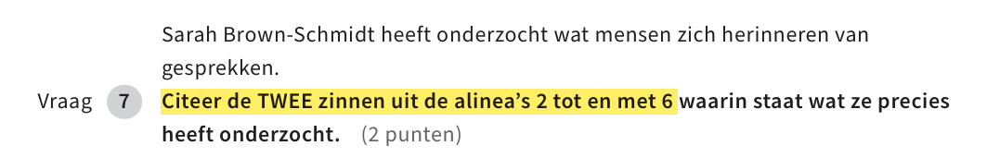 Sarah Brown-Schmidt heeft onderzocht wat mensen zich herinneren van
gesprekken.
Vraag 7 Citeer de TWEE zinnen uit de alinea’s 2 tot en met 6 waarin staat wat ze precies
heeft onderzocht. (2 punten)